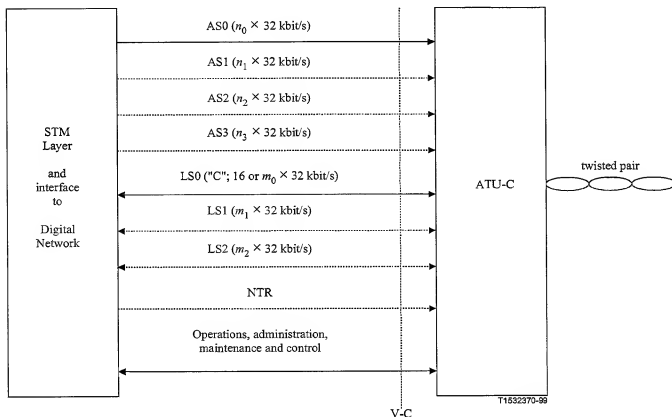 AS0 (n0 × 32 kbit/s)
AS1 (n1 × 32 kbit/s)
AS2 (n2 × 32 kbit/s)
AS3 (n3 × 32 kbit/s)
LS0 ("C"; 16 or m0 × 32 kbit/s)
LS1 (m1 × 32 kbit/s)
LS2 (m2 × 32 kbit/s)
NTR
Operations, administration,
maintenance and control
STM
Layer
and
interface
to
Digital
Network
ATU-C
twisted pair
T1532370-99
V-C